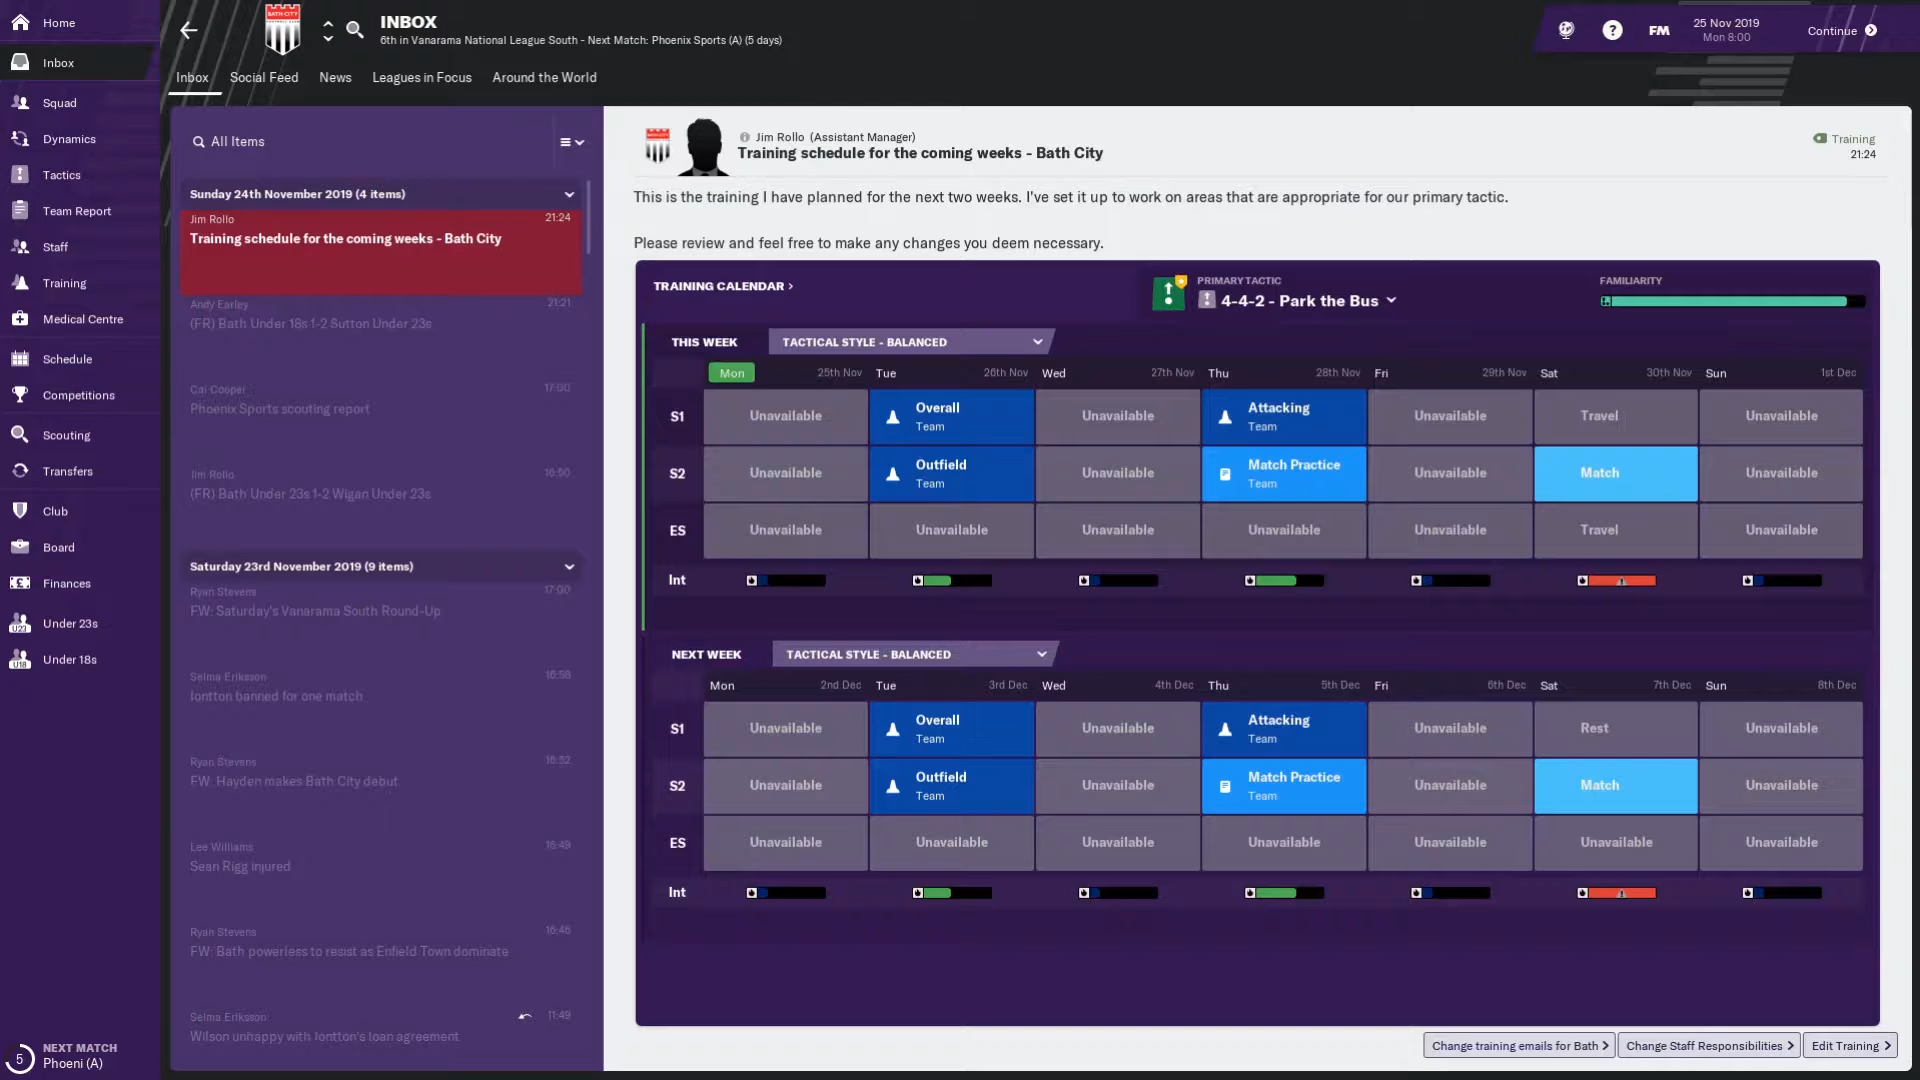 Home
Inbox
Squad
Dynamics
Tactics
Team Report
Staff
Training
Medical Centre
Schedule
Competitions
Scouting
Transfers
Club
Board
Finances
U23
Under 23s
U18
Under 18s
5
NEXT MATCH
Phoeni (A)
BATH CITY
INBOX
6th in Vanarama National League South - Next Match: Phoenix Sports (A) (5 days)
FM
25 Nov 2019
Mon 8:00
Continue
Inbox
Social Feed
News
Leagues in Focus
Around the World
All Items
Sunday 24th November 2019 (4 items)
Jim Rollo 21:24
Training schedule for the coming weeks - Bath City
Andy Earley 21:21
(FR) Bath Under 18s 1-2 Sutton Under 23s
Cai Cooper 17:00
Phoenix Sports scouting report
Jim Rollo 16:50
(FR) Bath Under 23s 1-2 Wigan Under 23s
Saturday 23rd November 2019 (9 items)
Ryan Stevens 17:00
FW: Saturday's Vanarama South Round-Up
Selma Eriksson 16:58
Iontton banned for one match
Ryan Stevens 16:52
FW: Hayden makes Bath City debut
Lee Williams 16:49
Sean Rigg injured
Ryan Stevens 16:46
FW: Bath powerless to resist as Enfield Town dominate
Selma Eriksson 11:49
Wilson unhappy with Iontton's loan agreement
Jim Rollo (Assistant Manager)
Training schedule for the coming weeks - Bath City
Training
21:24
This is the training I have planned for the next two weeks. I've set it up to work on areas that are appropriate for our primary tactic.
Please review and feel free to make any changes you deem necessary.
TRAINING CALENDAR >
PRIMARY TACTIC
4-4-2 - Park the Bus
FAMILIARITY
THIS WEEK TACTICAL STYLE - BALANCED
Mon 25th Nov Tue 26th Nov Wed 27th Nov Thu 28th Nov Fri 29th Nov Sat 30th Nov Sun 1st Dec
S1 Unavailable Overall Team Unavailable Attacking Team Unavailable Travel Unavailable
S2 Unavailable Outfield Team Unavailable Match Practice Team Unavailable Match Unavailable
ES Unavailable Unavailable Unavailable Unavailable Unavailable Travel Unavailable
Int
NEXT WEEK TACTICAL STYLE - BALANCED
Mon 2nd Dec Tue 3rd Dec Wed 4th Dec Thu 5th Dec Fri 6th Dec Sat 7th Dec Sun 8th Dec
S1 Unavailable Overall Team Unavailable Attacking Team Unavailable Rest Unavailable
S2 Unavailable Outfield Team Unavailable Match Practice Team Unavailable Match Unavailable
ES Unavailable Unavailable Unavailable Unavailable Unavailable Unavailable Unavailable
Int
Change training emails for Bath >
Change Staff Responsibilities >
Edit Training >